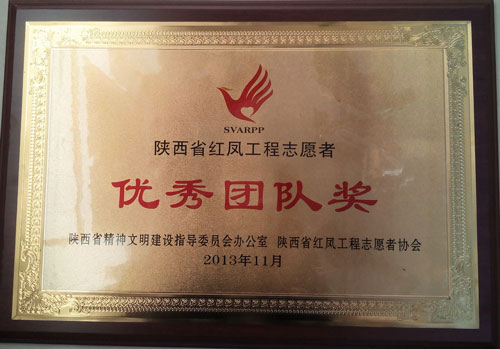 SVARPP
陕西省红凤工程志愿者
优秀团队奖
陕西省精神文明建设指导委员会办公室 陕西省红凤工程志愿者协会
2013年11月